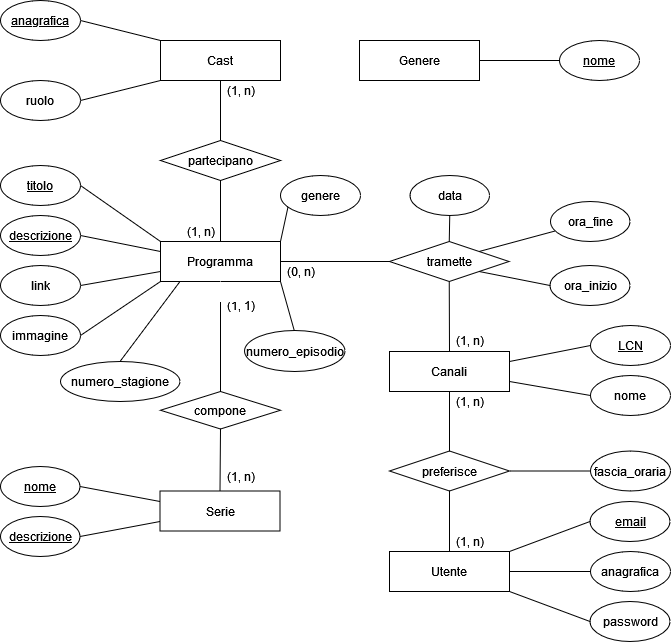 anagrafica
Cast
Genere
nome
ruolo
(1, n)
partecipano
titolo
genere
data
descrizione
(1, n)
ora_fine
link
Programma
(0, n)
tramette
ora_inizio
immagine
(1, 1)
numero_stagione
numero_episodio
(1, n)
LCN
Canali
nome
(1, n)
compone
preferisce
fascia_oraria
nome
(1, n)
Serie
descrizione
email
(1, n)
Utente
anagrafica
password